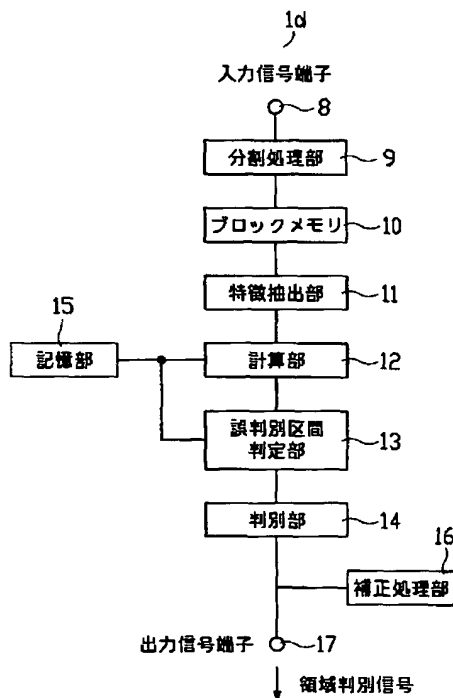 1d
入力信号端子
8
分割処理部
9
ブロックメモリ
10
特徴抽出部
11
15
記憶部
計算部
12
誤判別区間
判定部
13
判別部
14
16
補正処理部
出力信号端子
17
領域判別信号